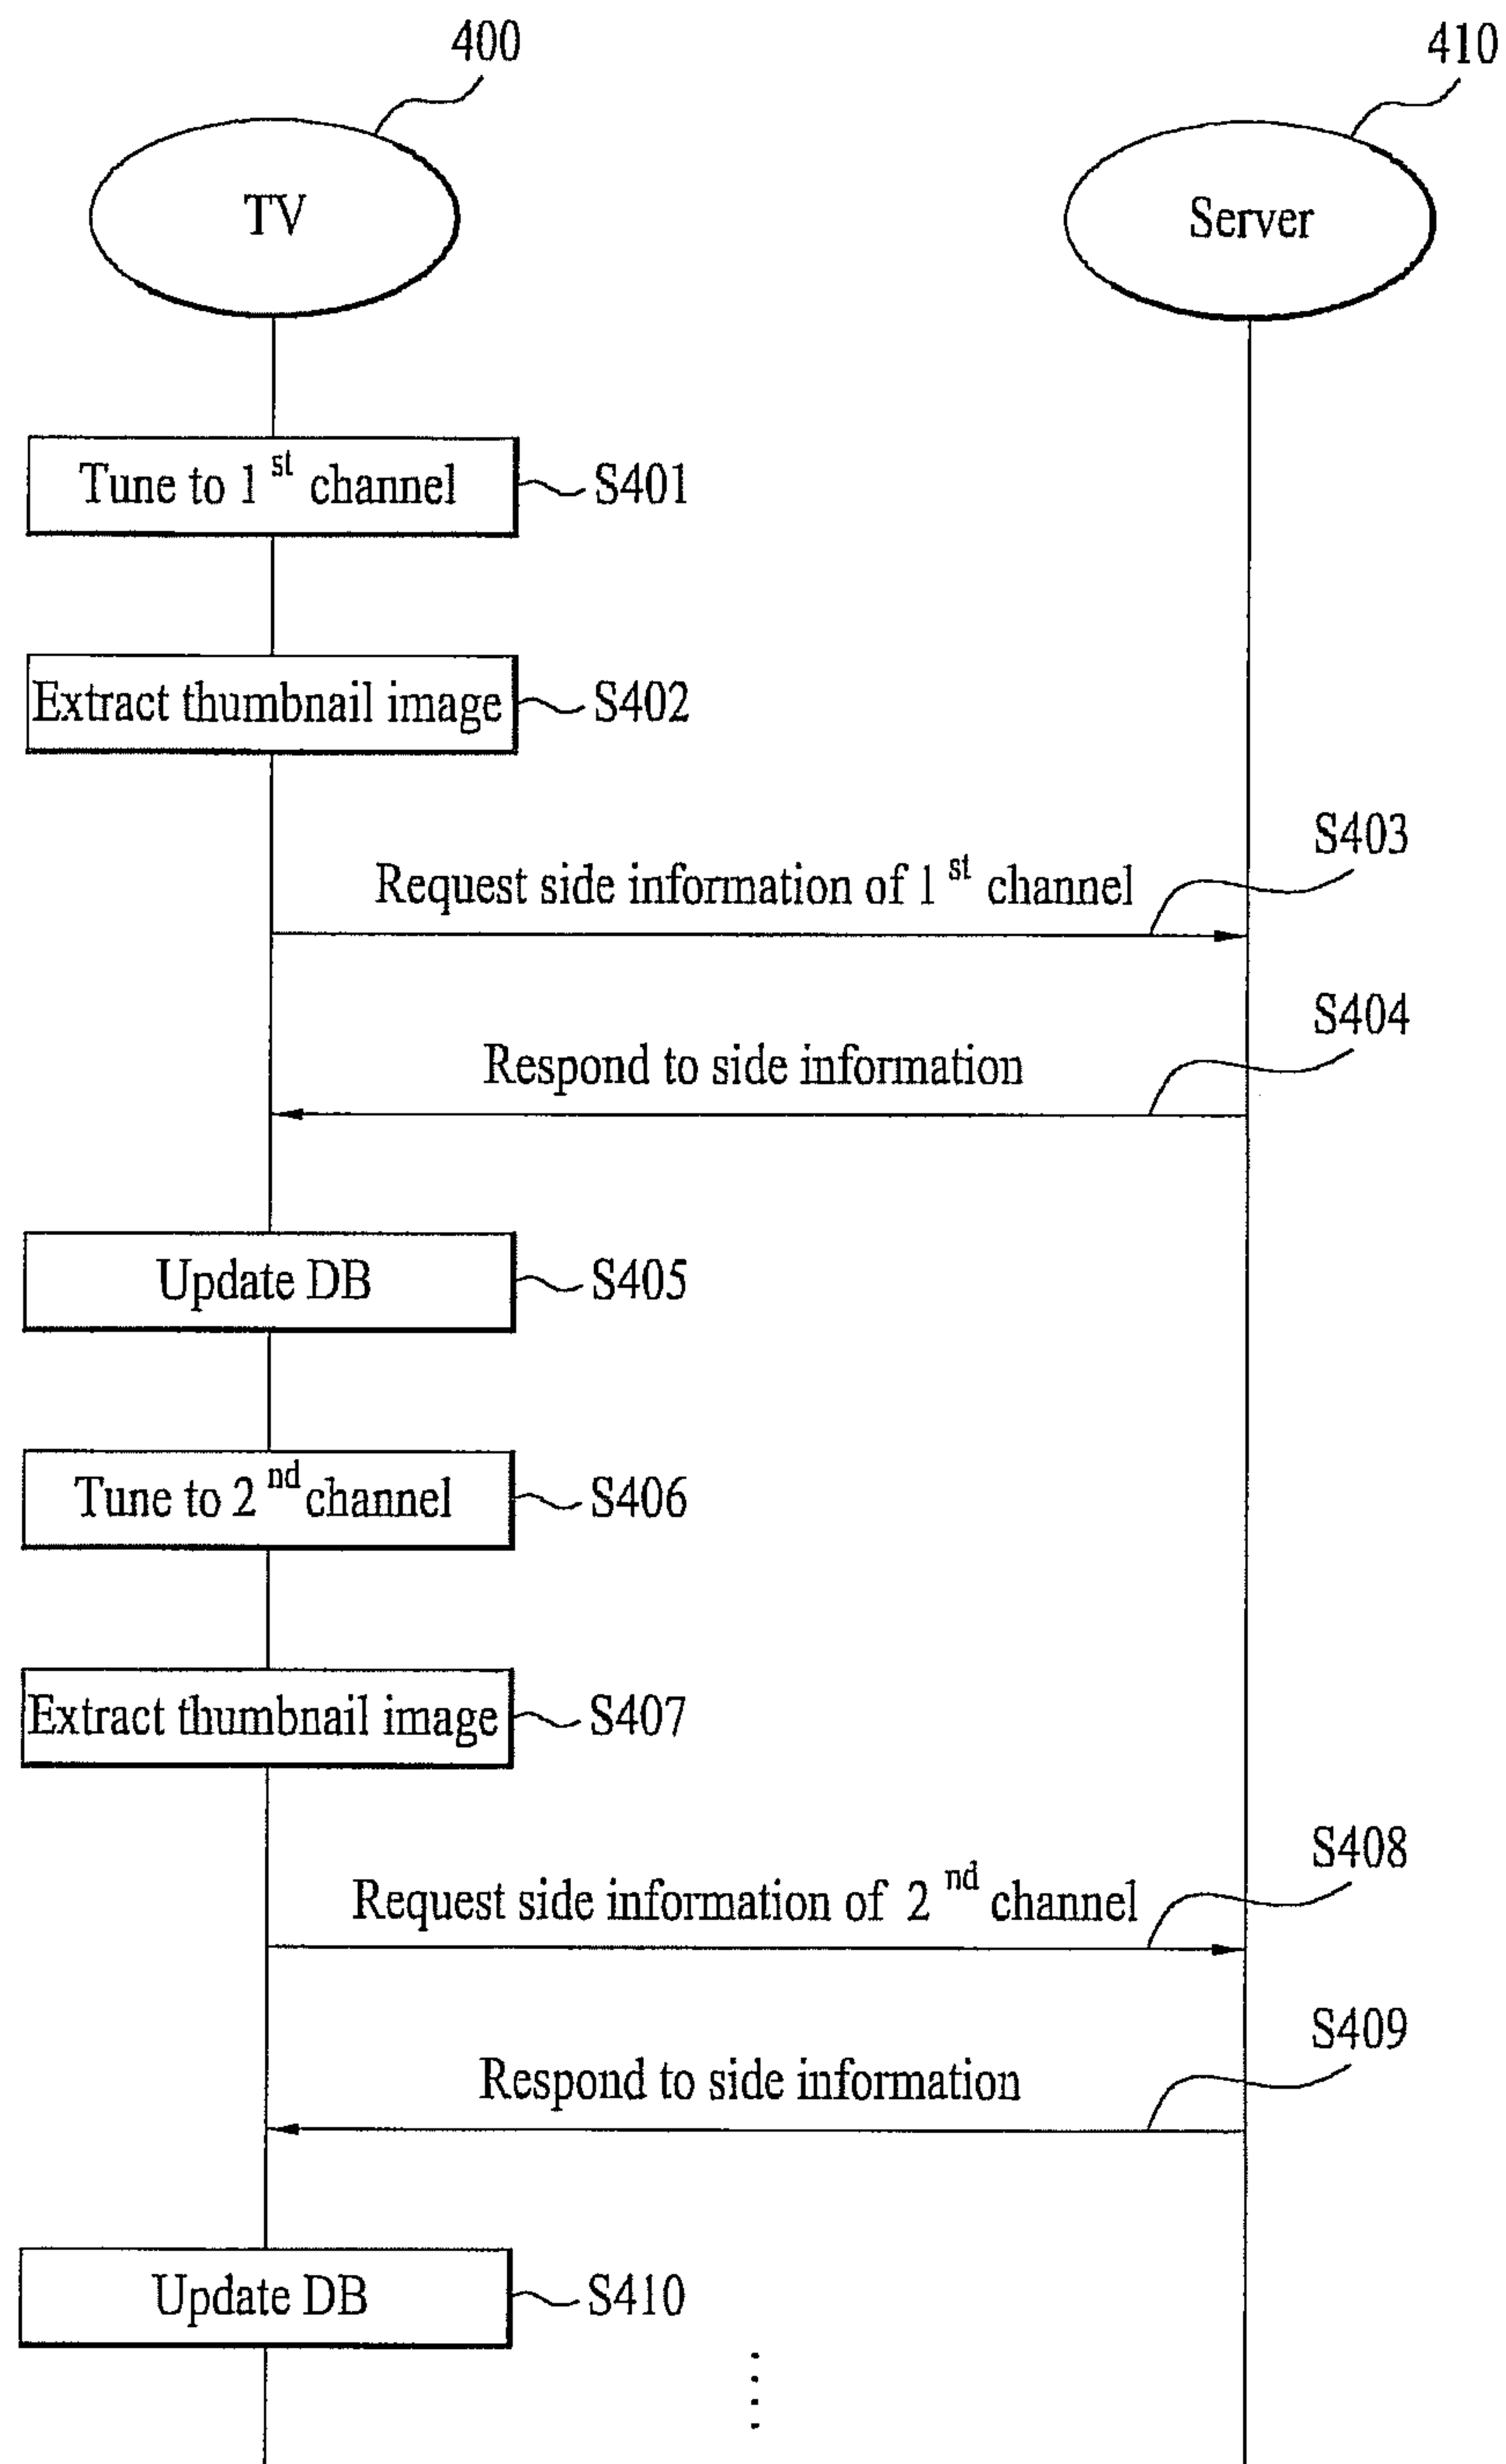 400
410
TV
Server
Tune to 1st channel
S401
Extract thumbnail image
S402
S403
Request side information of 1st channel
S404
Respond to side information
Update DB
S405
Tune to 2nd channel
S406
Extract thumbnail image
S407
S408
Request side information of 2nd channel
S409
Respond to side information
Update DB
S410